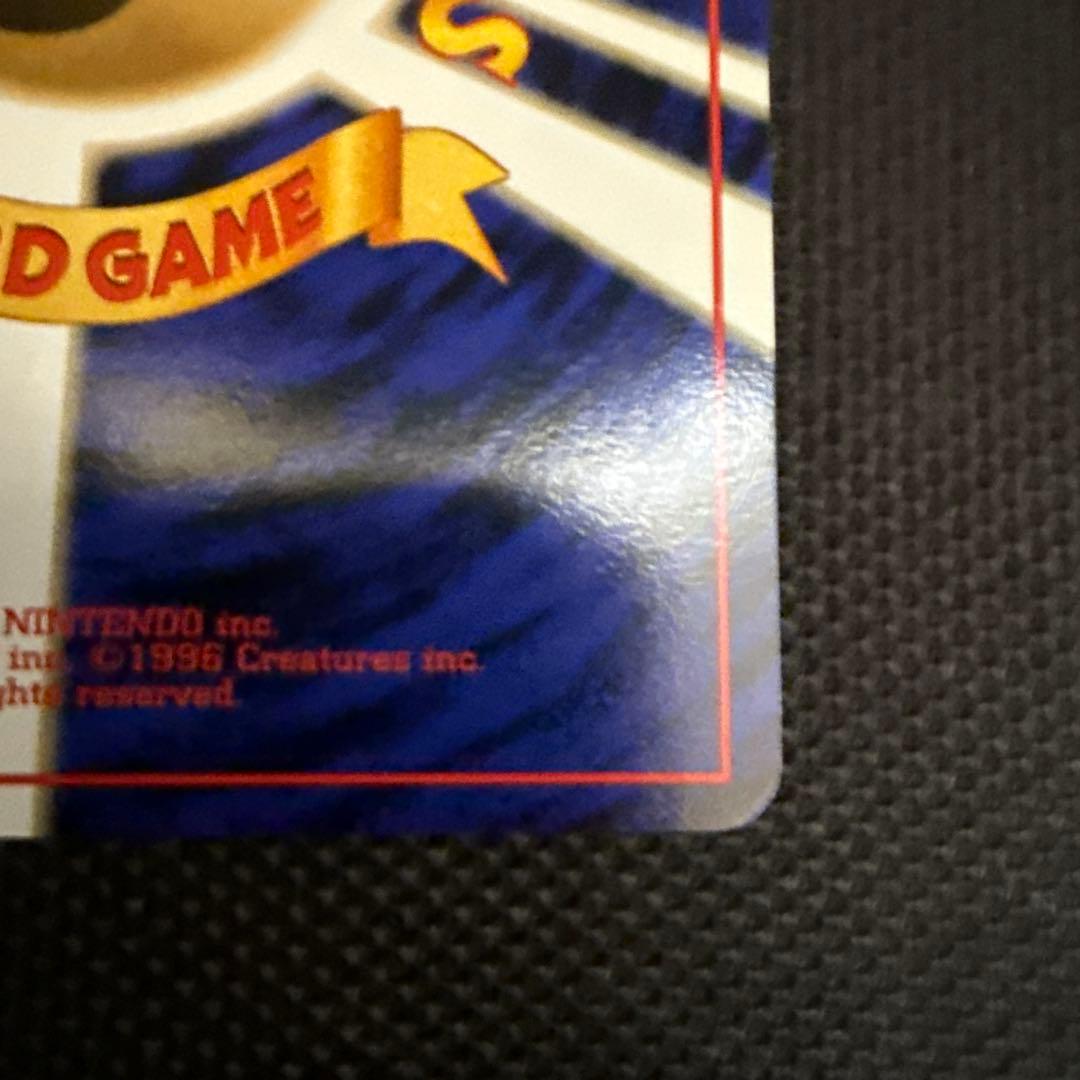 S
D GAME
NINTENDO inc.
inc. ©1996 Creatures inc.
ghts reserved.